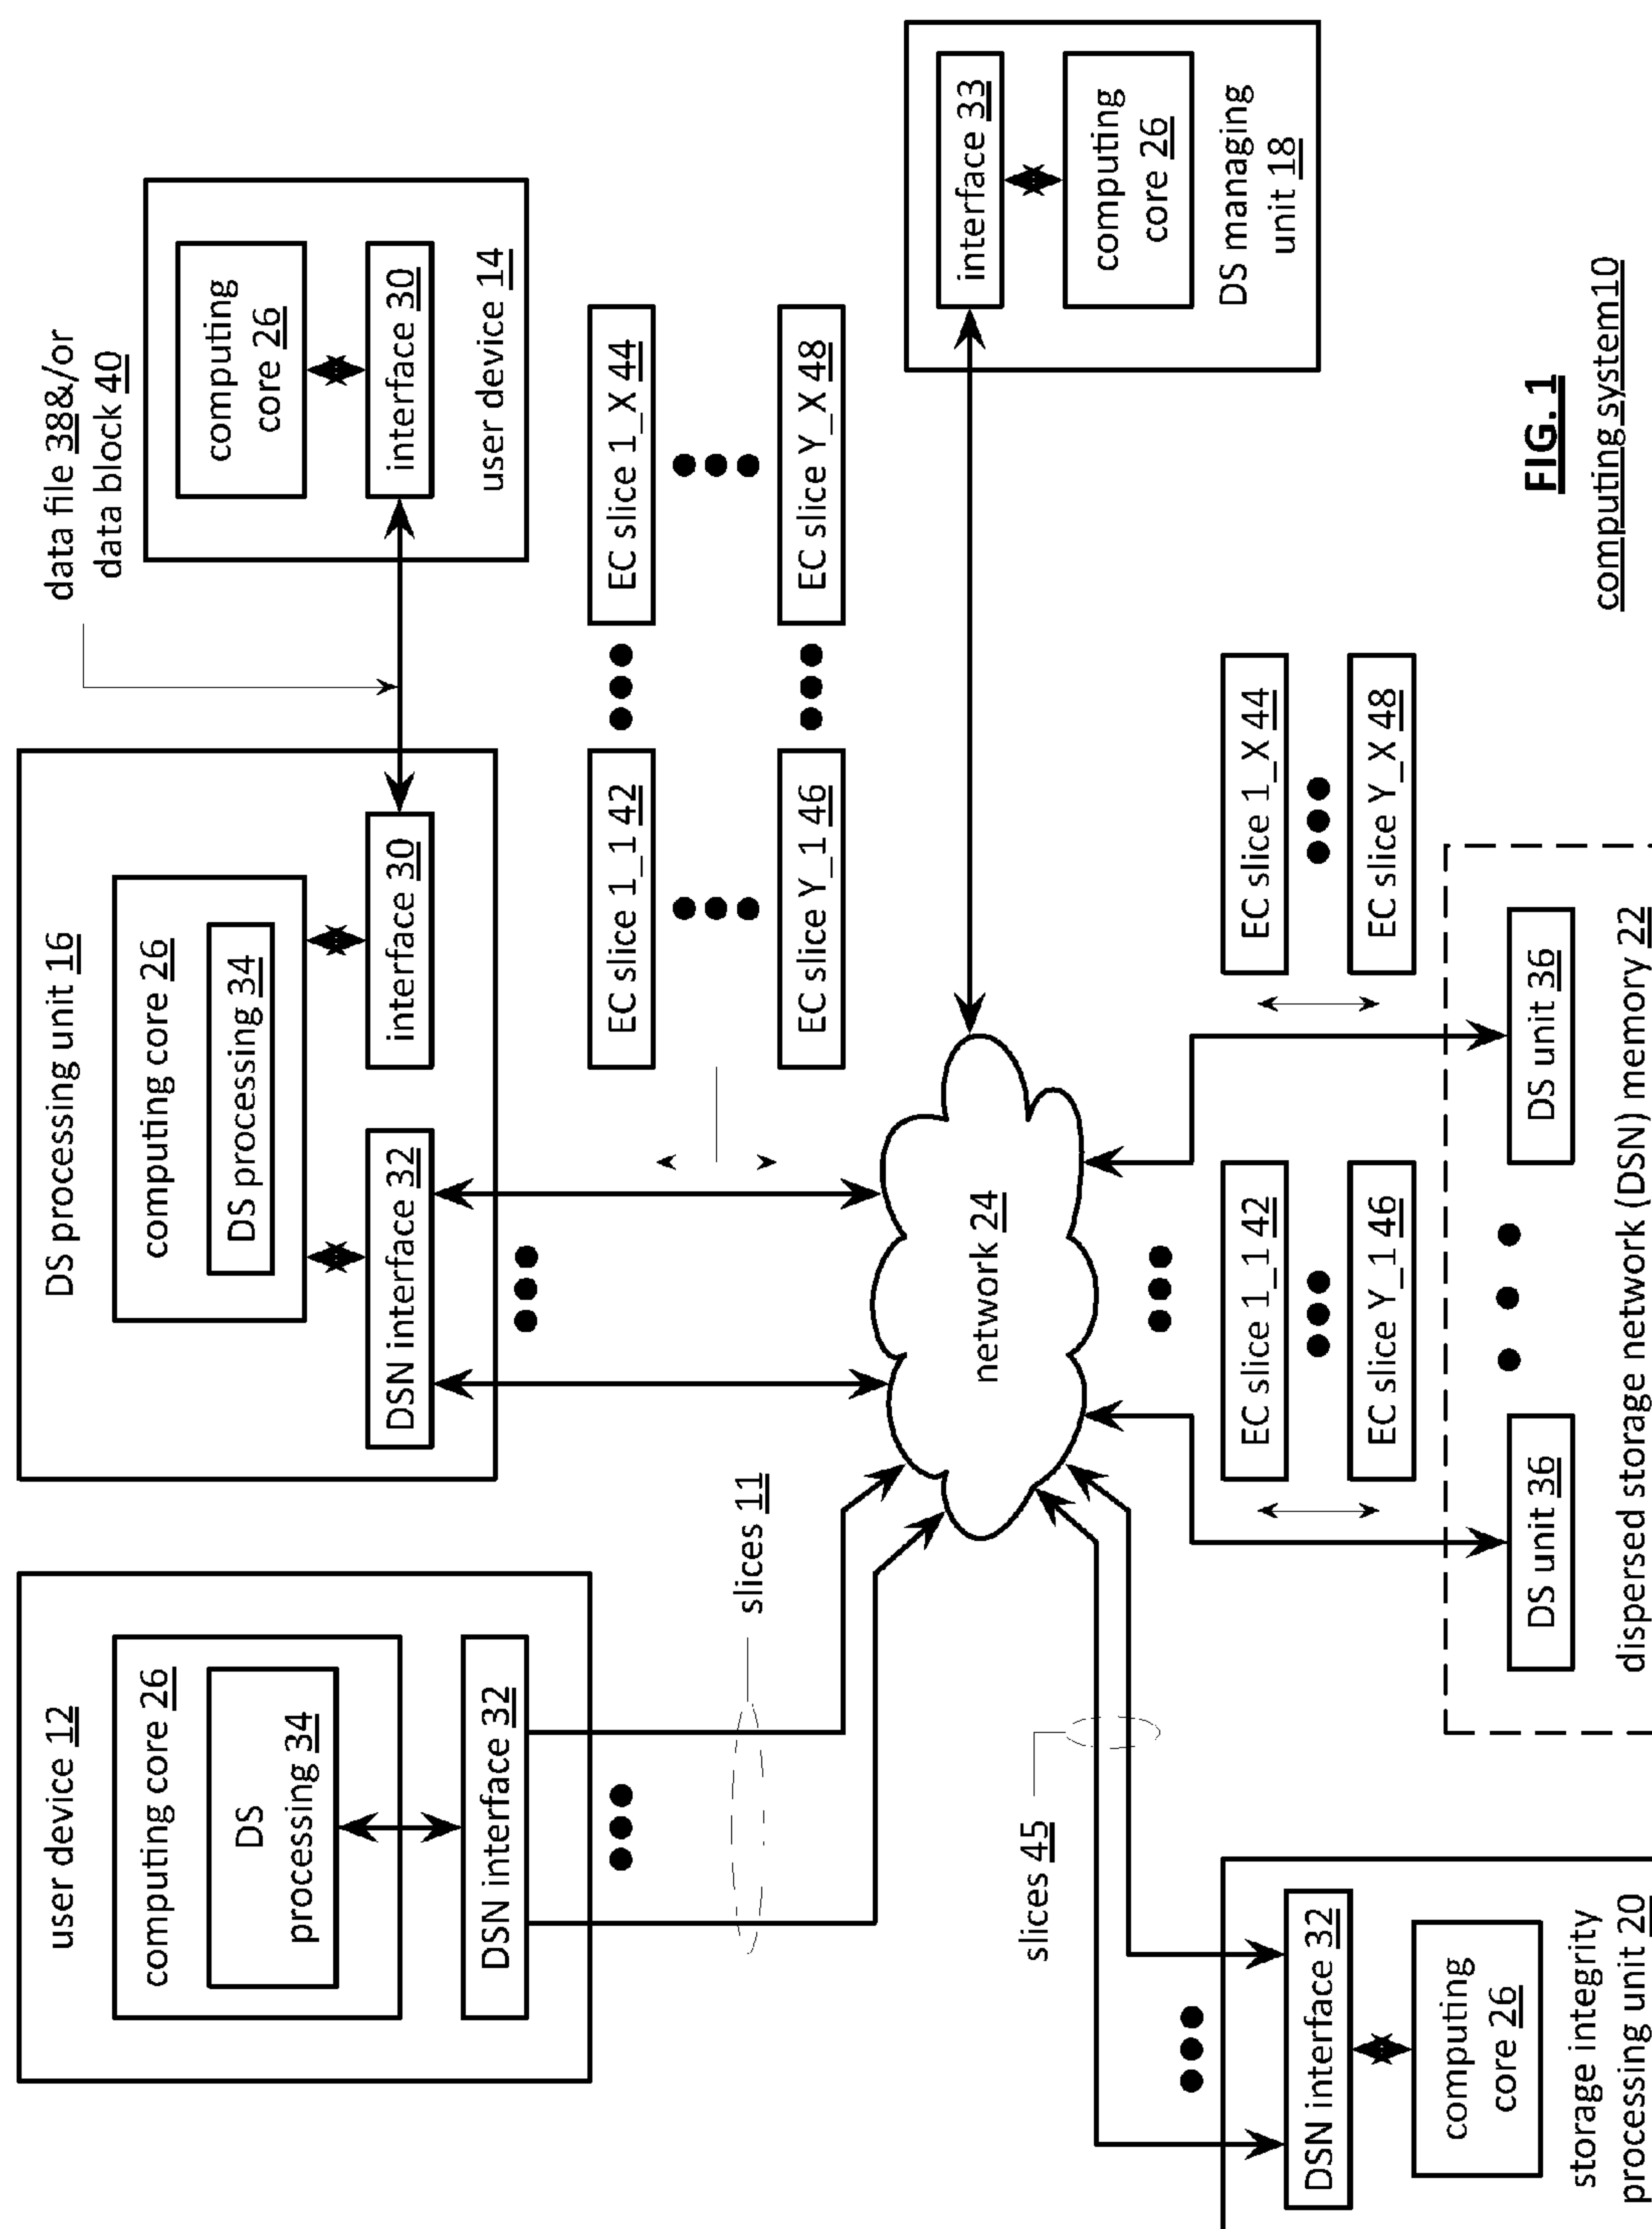 user device 12
computing core 26
DS
processing 34
DSN interface 32
slices 11
DS processing unit 16
computing core 26
DS processing 34
DSN interface 32
interface 30
data file 38&/or
data block 40
computing
core 26
interface 30
user device 14
EC slice 1_1 42
EC slice 1_X 44
EC slice Y_1 46
EC slice Y_X 48
network 24
slices 45
DSN interface 32
computing
core 26
storage integrity
processing unit 20
EC slice 1_1 42
EC slice Y_1 46
EC slice 1_X 44
EC slice Y_X 48
DS unit 36
DS unit 36
dispersed storage network (DSN) memory 22
interface 33
computing
core 26
DS managing
unit 18
FIG. 1
computing system10